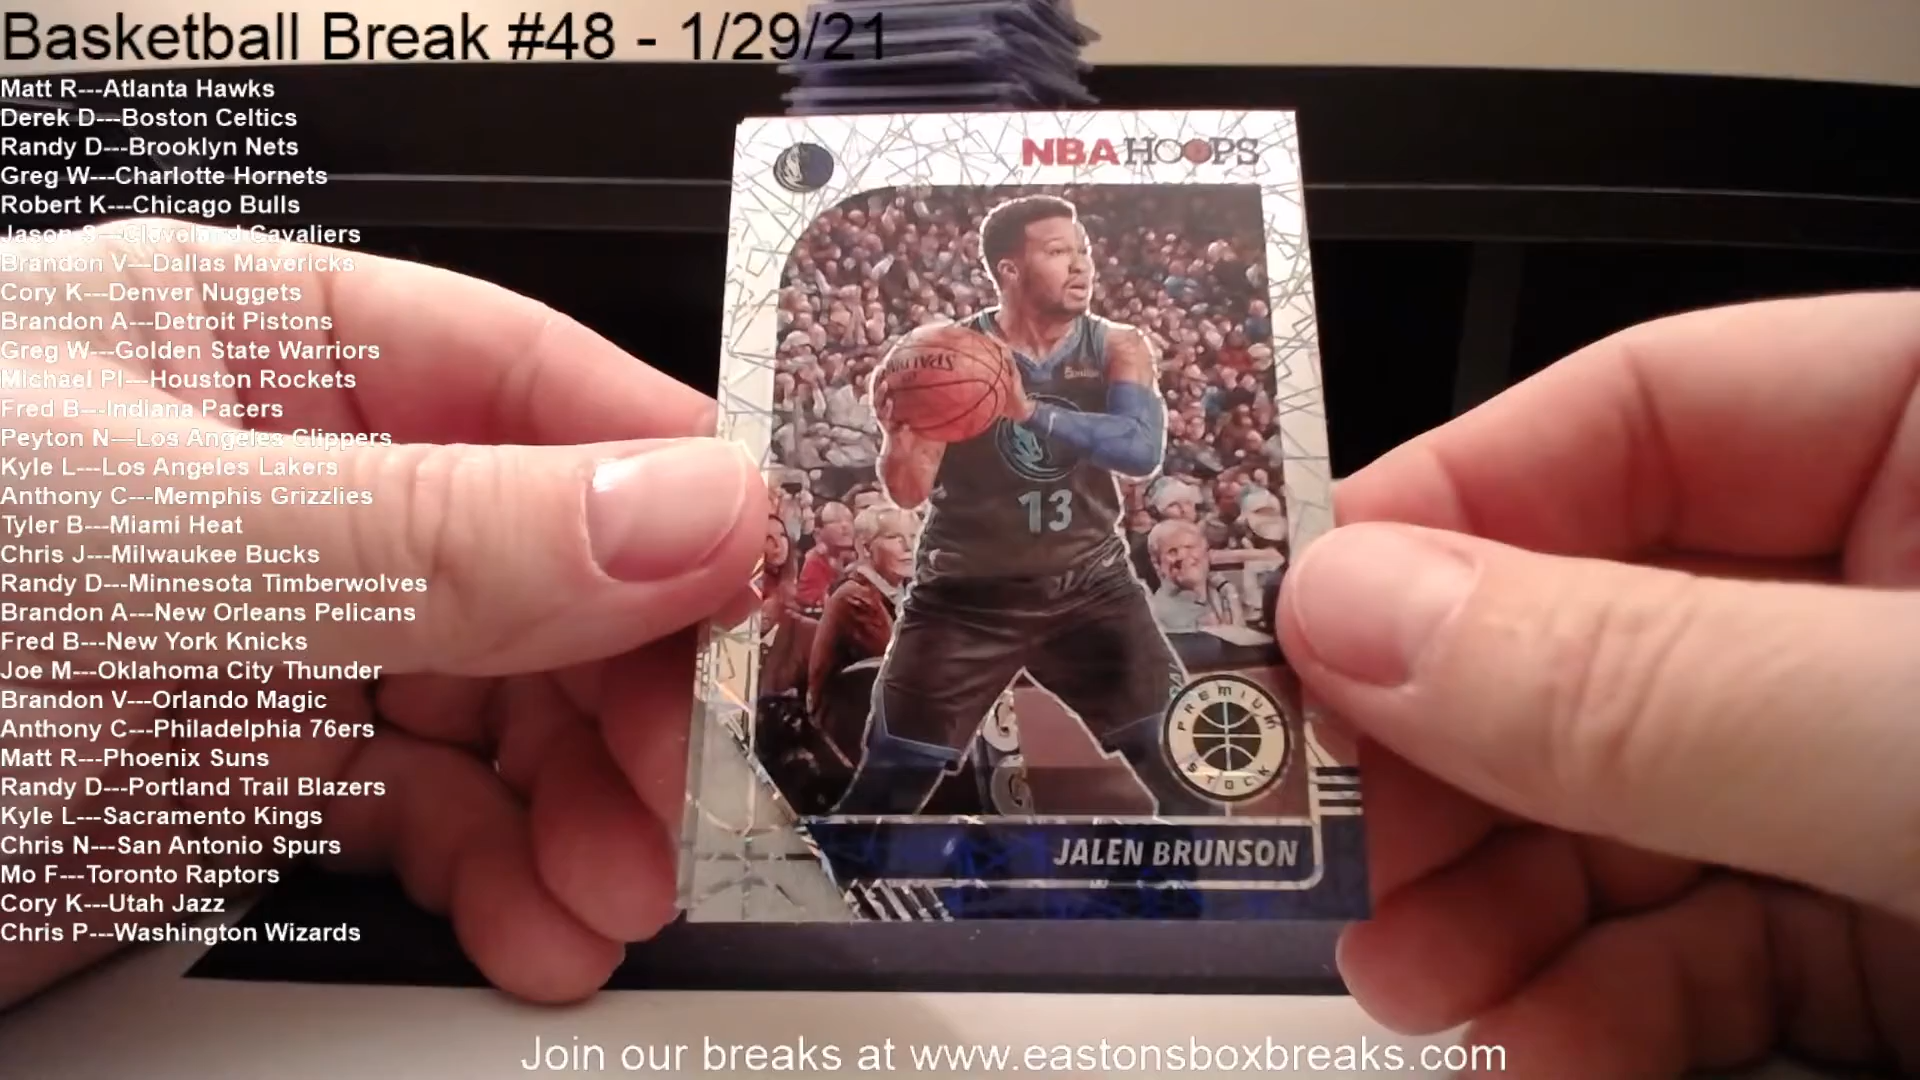 Basketball Break #48 - 1/29/21
Matt R---Atlanta Hawks
Derek D---Boston Celtics
Randy D---Brooklyn Nets
Greg W---Charlotte Hornets
Robert K---Chicago Bulls
Jason S---Cleveland Cavaliers
Brandon V---Dallas Mavericks
Cory K---Denver Nuggets
Brandon A---Detroit Pistons
Greg W---Golden State Warriors
Michael Pl---Houston Rockets
Fred B---Indiana Pacers
Peyton N---Los Angeles Clippers
Kyle L---Los Angeles Lakers
Anthony C---Memphis Grizzlies
Tyler B---Miami Heat
Chris J---Milwaukee Bucks
Randy D---Minnesota Timberwolves
Brandon A---New Orleans Pelicans
Fred B---New York Knicks
Joe M---Oklahoma City Thunder
Brandon V---Orlando Magic
Anthony C---Philadelphia 76ers
Matt R---Phoenix Suns
Randy D---Portland Trail Blazers
Kyle L---Sacramento Kings
Chris N---San Antonio Spurs
Mo F---Toronto Raptors
Cory K---Utah Jazz
Chris P---Washington Wizards
NBA HOOPS
SPALDING
13
PREMIUM
STOCK
JALEN BRUNSON
Join our breaks at www.eastonsboxbreaks.com